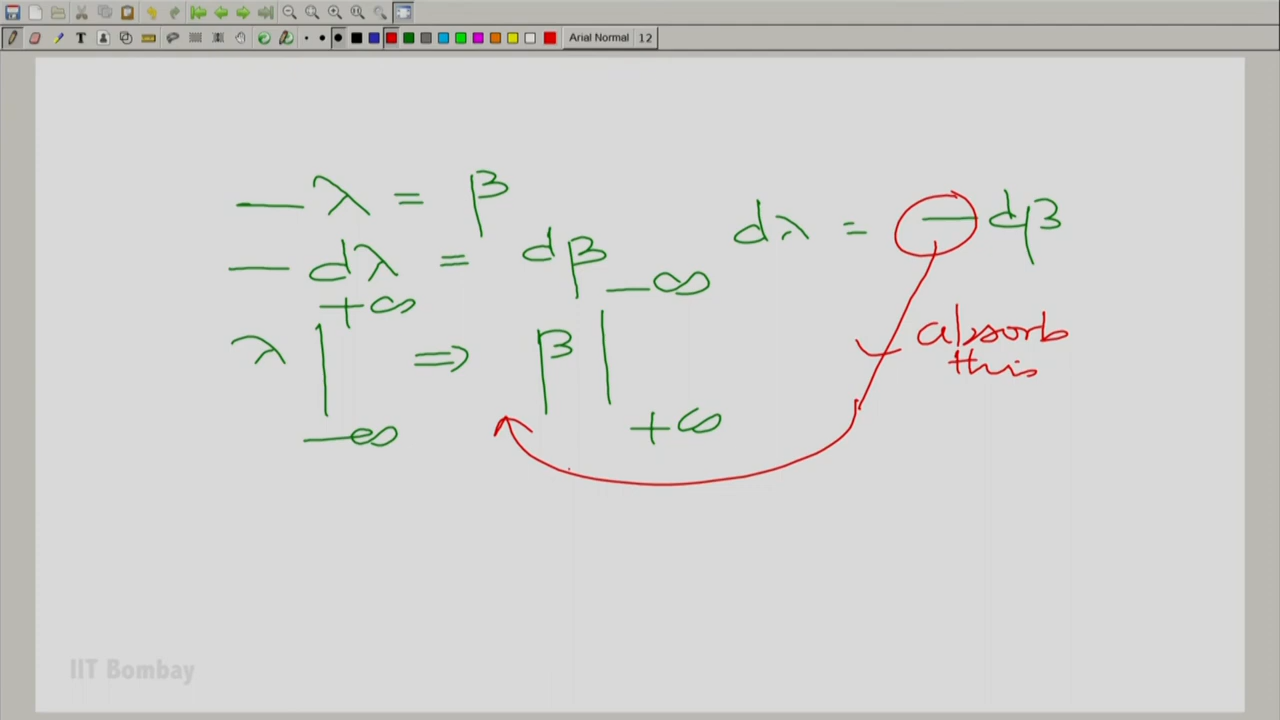 Arial Normal 12
− λ = β
− dλ = dβ
dλ = − dβ
λ |_{−∞}^{+∞} ⇒ β |_{+∞}^{−∞}
absorb
this
IIT Bombay